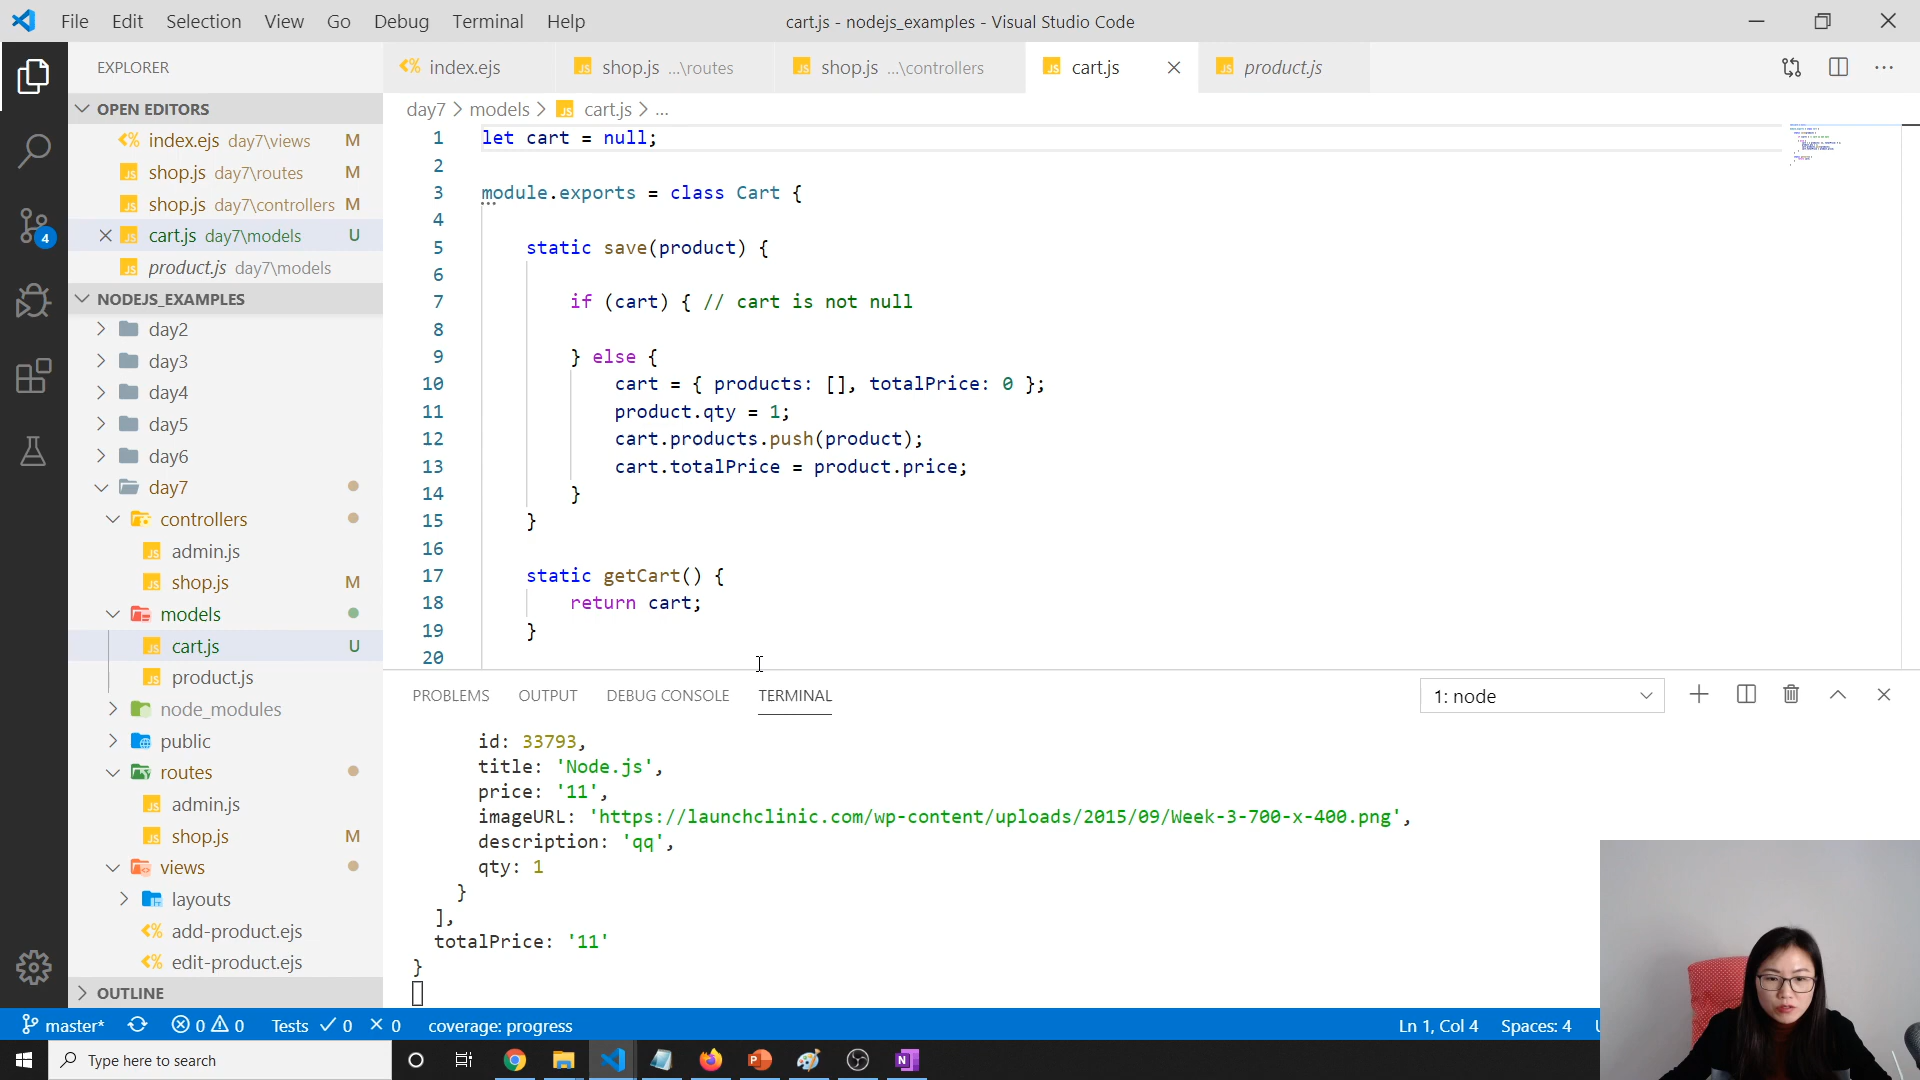 File Edit Selection View Go Debug Terminal Help
cart.js - nodejs_examples - Visual Studio Code
EXPLORER
index.ejs
shop.js ...\routes
shop.js ...\controllers
cart.js
product.js
OPEN EDITORS
index.ejs day7\views M
shop.js day7\routes M
shop.js day7\controllers M
cart.js day7\models U
product.js day7\models
NODEJS_EXAMPLES
day2
day3
day4
day5
day6
day7
controllers
admin.js
shop.js M
models
cart.js U
product.js
node_modules
public
routes
admin.js
shop.js M
views
layouts
add-product.ejs
edit-product.ejs
OUTLINE
4
day7 > models > cart.js > ...
1 let cart = null;
2
3 module.exports = class Cart {
4
5 static save(product) {
6
7 if (cart) { // cart is not null
8
9 } else {
10 cart = { products: [], totalPrice: 0 };
11 product.qty = 1;
12 cart.products.push(product);
13 cart.totalPrice = product.price;
14 }
15 }
16
17 static getCart() {
18 return cart;
19 }
20
PROBLEMS OUTPUT DEBUG CONSOLE TERMINAL
1: node
id: 33793,
title: 'Node.js',
price: '11',
imageURL: 'https://launchclinic.com/wp-content/uploads/2015/09/Week-3-700-x-400.png',
description: 'qq',
qty: 1
}
],
totalPrice: '11'
}
master* 0 0 Tests 0 0 coverage: progress
Ln 1, Col 4 Spaces: 4
Type here to search